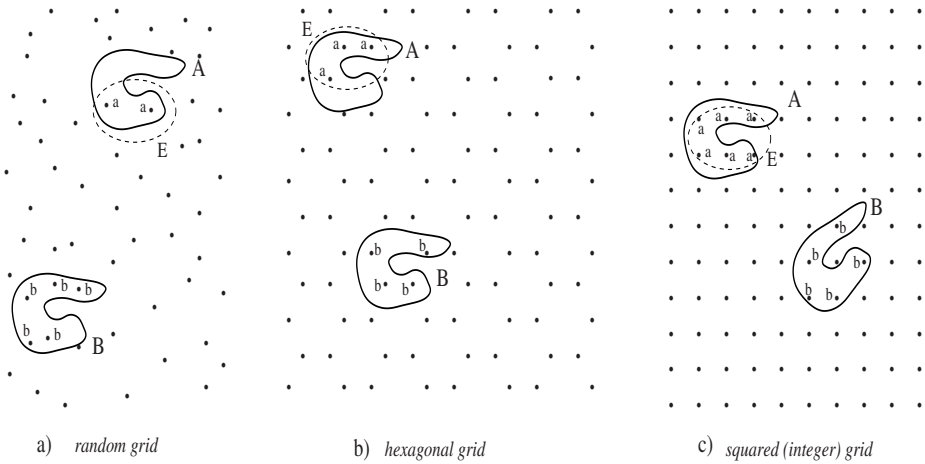 E
A
a a
a
A
a a
E
A
a a
a
a a a
E
B
b
b b
b b b
b b
B
b b
B
b b
b b
a) random grid
b) hexagonal grid
c) squared (integer) grid